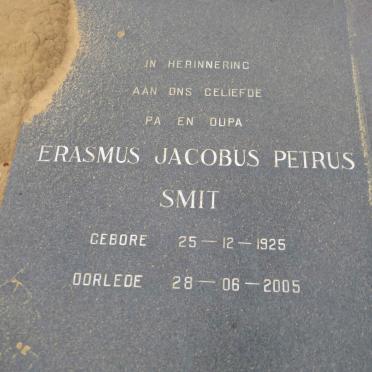 IN HERINNERING
AAN ONS GELIEFDE
PA EN OUPA
ERASMUS JACOBUS PETRUS
SMIT
GEBORE 25 — 12 — 1925
OORLEDE 28 — 06 — 2005